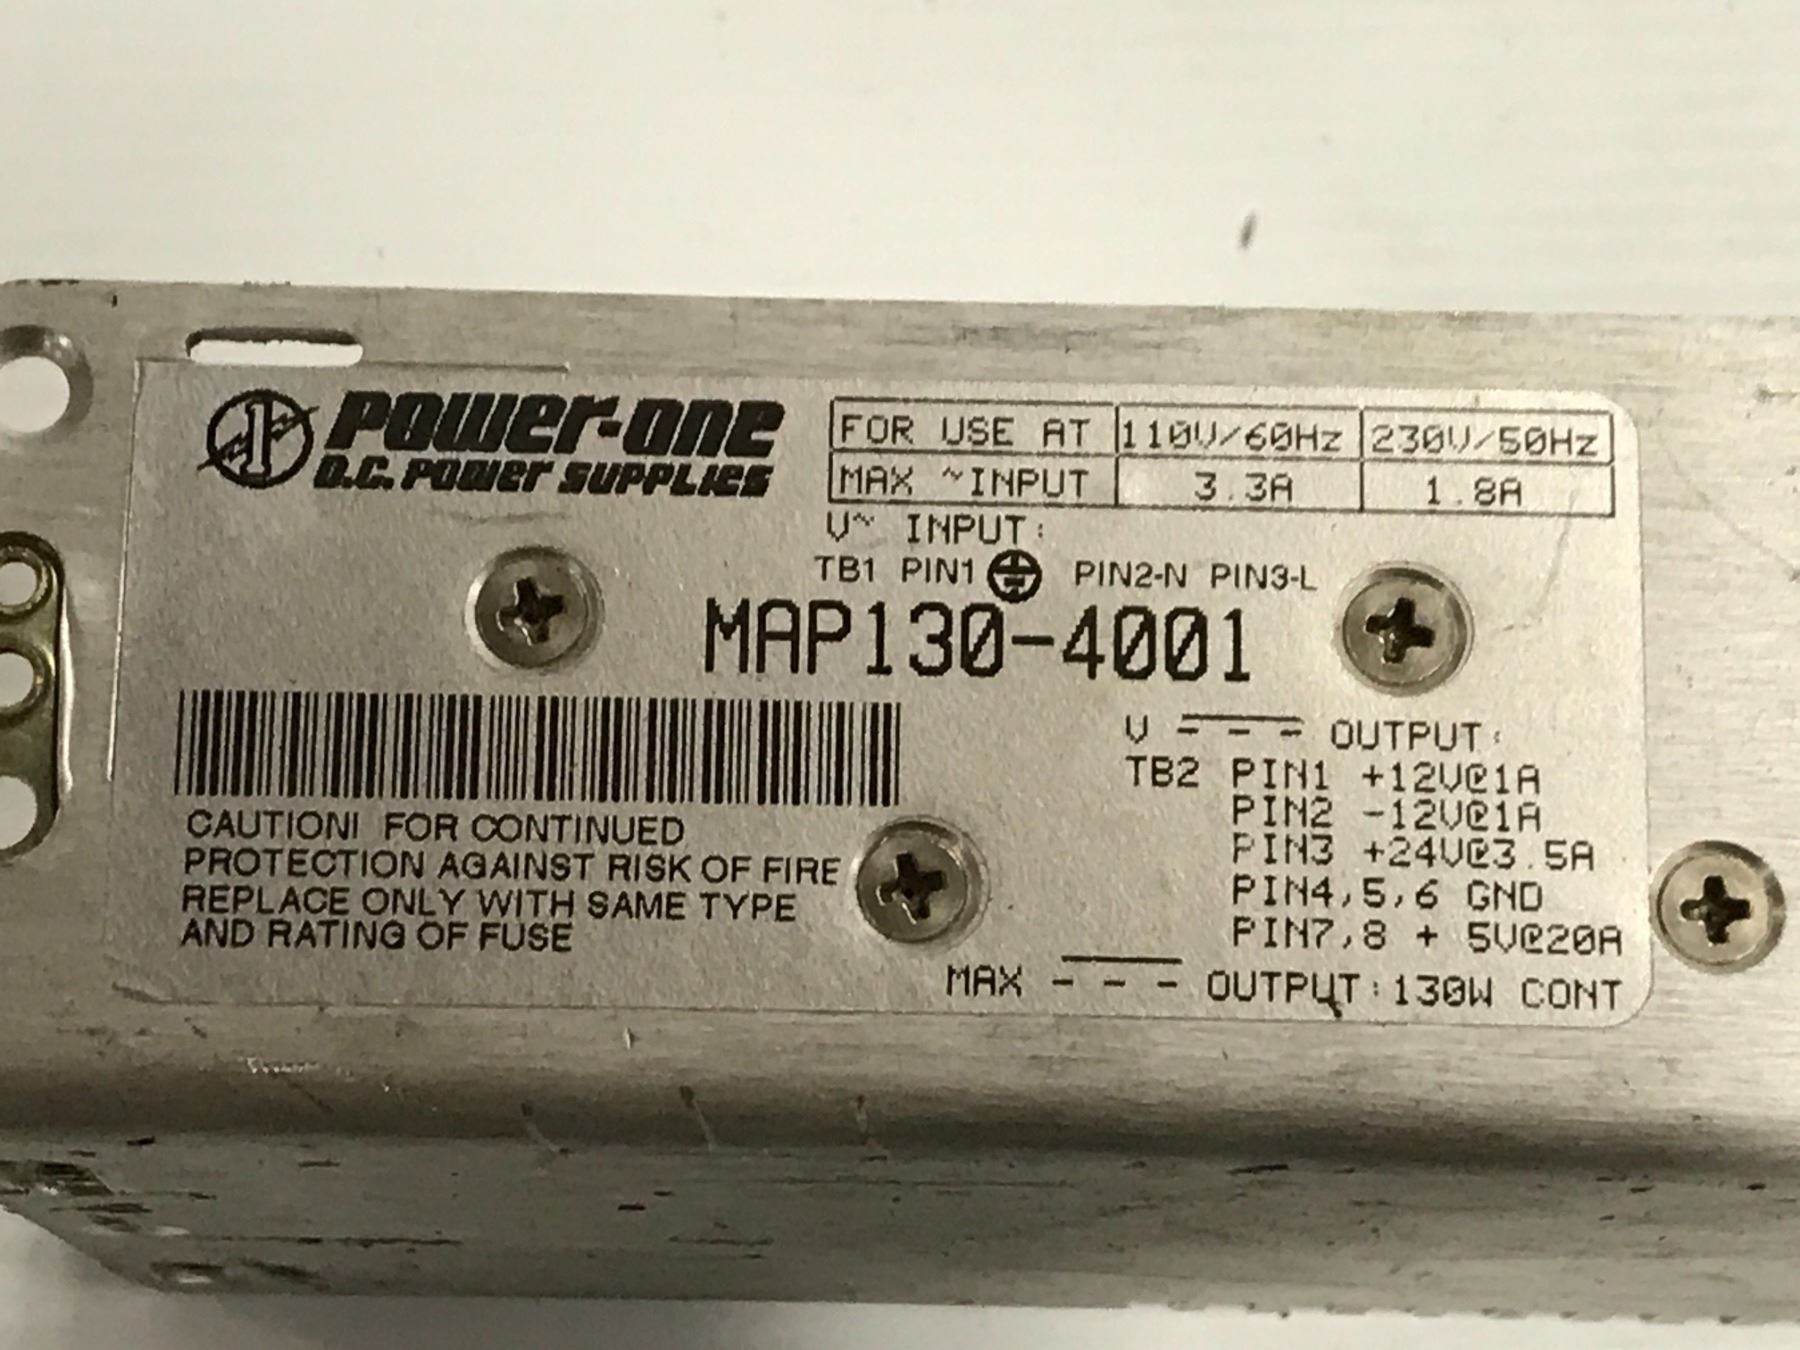 POWER-ONE
D.C. POWER SUPPLIES
FOR USE AT 110V/60Hz 230V/50Hz
MAX ~INPUT 3.3A 1.8A
V~ INPUT:
TB1 PIN1 PIN2-N PIN3-L
MAP130-4001
V OUTPUT:
TB2 PIN1 +12V@1A
PIN2 -12V@1A
PIN3 +24V@3.5A
PIN4,5,6 GND
PIN7,8 + 5V@20A
MAX OUTPUT:130W CONT
CAUTION! FOR CONTINUED
PROTECTION AGAINST RISK OF FIRE
REPLACE ONLY WITH SAME TYPE
AND RATING OF FUSE